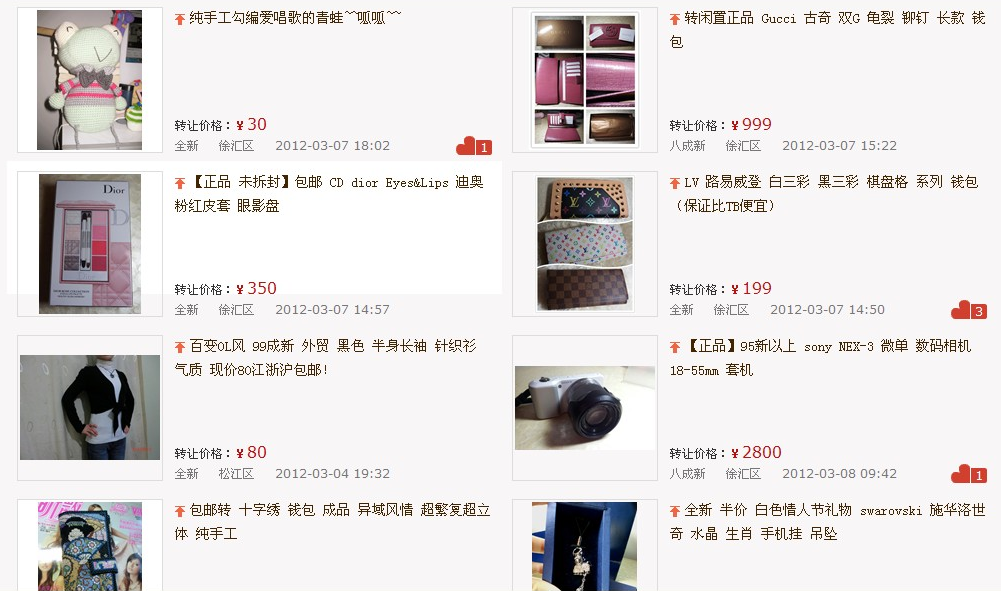 纯手工勾编爱唱歌的青蛙~~呱呱~~
转让价格：¥ 30
全新 徐汇区 2012-03-07 18:02
1
转闲置正品 Gucci 古奇 双G 龟裂 铆钉 长款 钱
包
转让价格：¥ 999
八成新 徐汇区 2012-03-07 15:22
Dior
【正品 未拆封】包邮 CD dior Eyes&Lips 迪奥
粉红皮套 眼影盘
转让价格：¥ 350
全新 徐汇区 2012-03-07 14:57
LV 路易威登 白三彩 黑三彩 棋盘格 系列 钱包
（保证比TB便宜）
转让价格：¥ 199
全新 徐汇区 2012-03-07 14:50
3
百变OL风 99成新 外贸 黑色 半身长袖 针织衫
气质 现价80江浙沪包邮!
转让价格：¥ 80
全新 松江区 2012-03-04 19:32
【正品】95新以上 sony NEX-3 微单 数码相机
18-55mm 套机
转让价格：¥ 2800
八成新 徐汇区 2012-03-08 09:42
1
包邮转 十字绣 钱包 成品 异域风情 超繁复超立
体 纯手工
全新 半价 白色情人节礼物 swarovski 施华洛世
奇 水晶 生肖 手机挂 吊坠